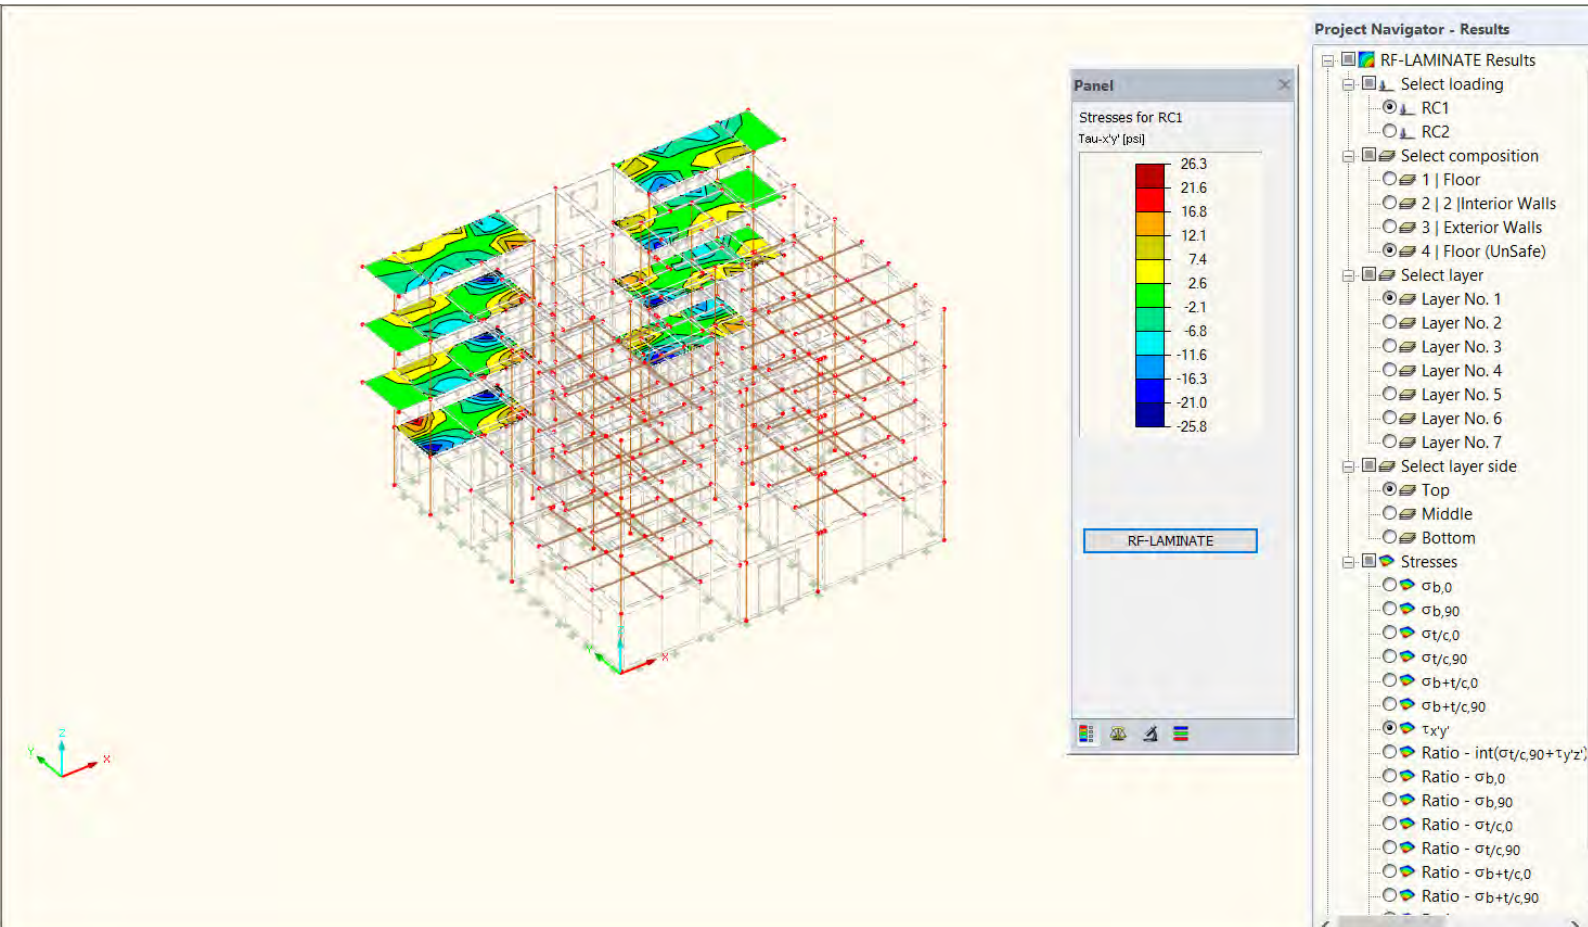 Project Navigator - Results
RF-LAMINATE Results
Select loading
RC1
RC2
Select composition
1 | Floor
2 | 2 |Interior Walls
3 | Exterior Walls
4 | Floor (UnSafe)
Select layer
Layer No. 1
Layer No. 2
Layer No. 3
Layer No. 4
Layer No. 5
Layer No. 6
Layer No. 7
Select layer side
Top
Middle
Bottom
Stresses
σb,0
σb,90
σt/c,0
σt/c,90
σb+t/c,0
σb+t/c,90
τx'y'
Ratio - int(σt/c,90+τy'z')
Ratio - σb,0
Ratio - σb,90
Ratio - σt/c,0
Ratio - σt/c,90
Ratio - σb+t/c,0
Ratio - σb+t/c,90
Panel
Stresses for RC1
Tau-x'y' [psi]
26.3
21.6
16.8
12.1
7.4
2.6
-2.1
-6.8
-11.6
-16.3
-21.0
-25.8
RF-LAMINATE
Z
Y
X
Z
Y
X